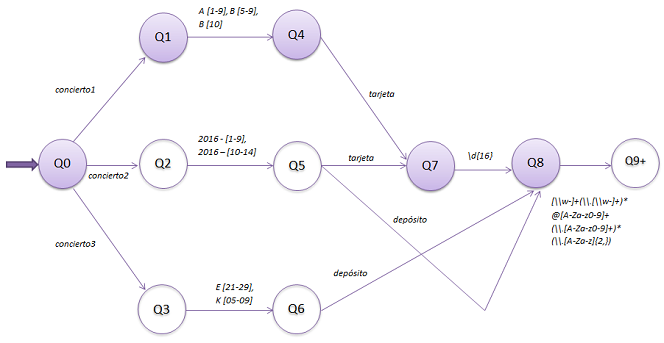 A [1-9], B [5-9],
B [10]
Q1
Q4
concierto1
tarjeta
2016 - [1-9],
2016 – [10-14]
Q0
concierto2
Q2
Q5
tarjeta
Q7
\d{16}
Q8
Q9+
[\\w-]+(\\.[\\w-]+)*
@[A-Za-z0-9]+
(\\.[A-Za-z0-9]+)*
(\\.[A-Za-z]{2,})
depósito
concierto3
depósito
E [21-29],
K [05-09]
Q3
Q6